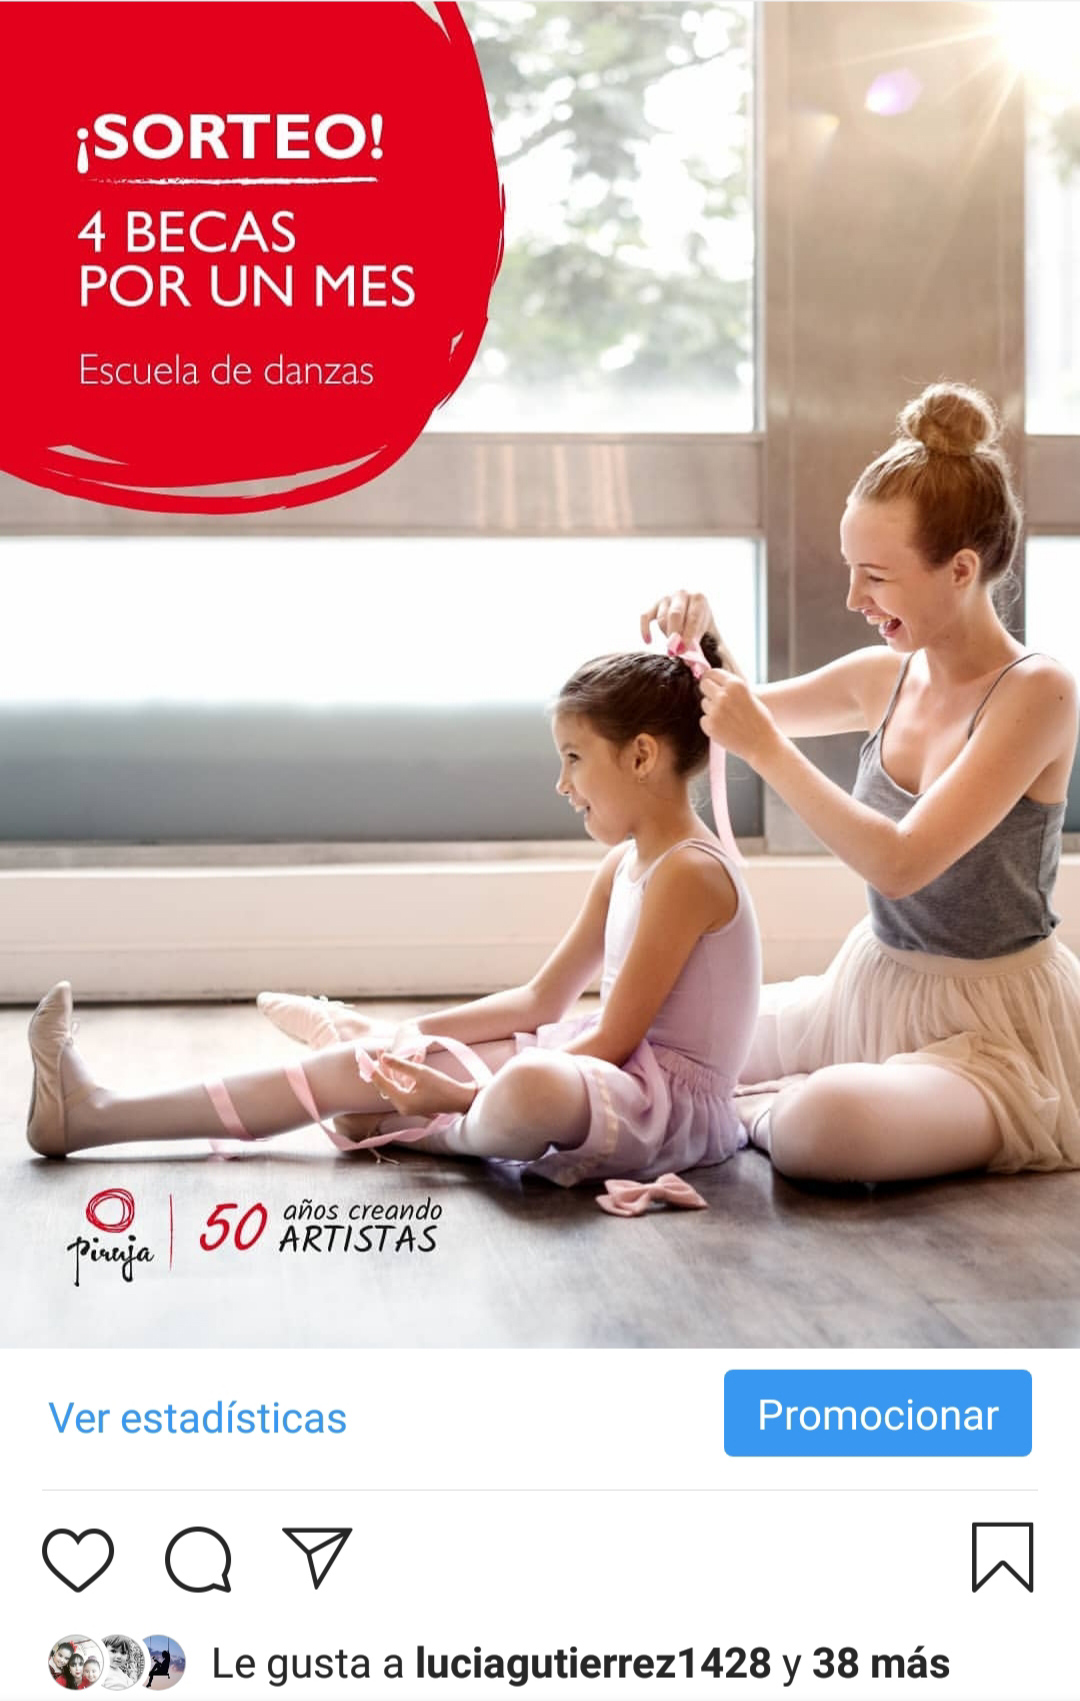 ¡SORTEO!
4 BECAS
POR UN MES
Escuela de danzas
Piruja
50 años creando
ARTISTAS
Ver estadísticas
Promocionar
Le gusta a luciagutierrez1428 y 38 más